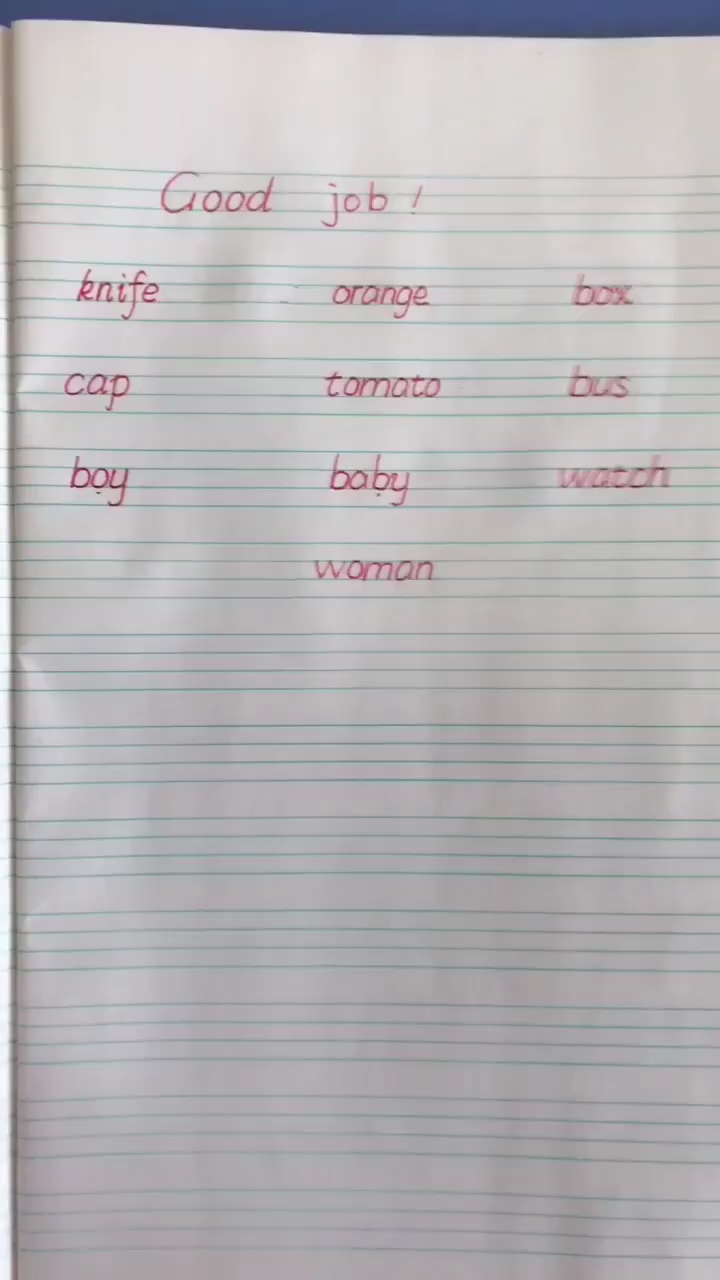 Good job!
knife orange box
cap tomato bus
boy baby watch
woman